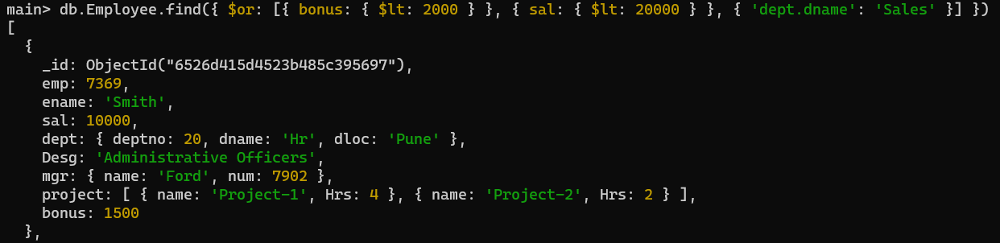 main> db.Employee.find({ $or: [{ bonus: { $lt: 2000 } }, { sal: { $lt: 20000 } }, { 'dept.dname': 'Sales' }] })
[
  {
    _id: ObjectId("6526d415d4523b485c395697"),
    emp: 7369,
    ename: 'Smith',
    sal: 10000,
    dept: { deptno: 20, dname: 'Hr', dloc: 'Pune' },
    Desg: 'Administrative Officers',
    mgr: { name: 'Ford', num: 7902 },
    project: [ { name: 'Project-1', Hrs: 4 }, { name: 'Project-2', Hrs: 2 } ],
    bonus: 1500
  },